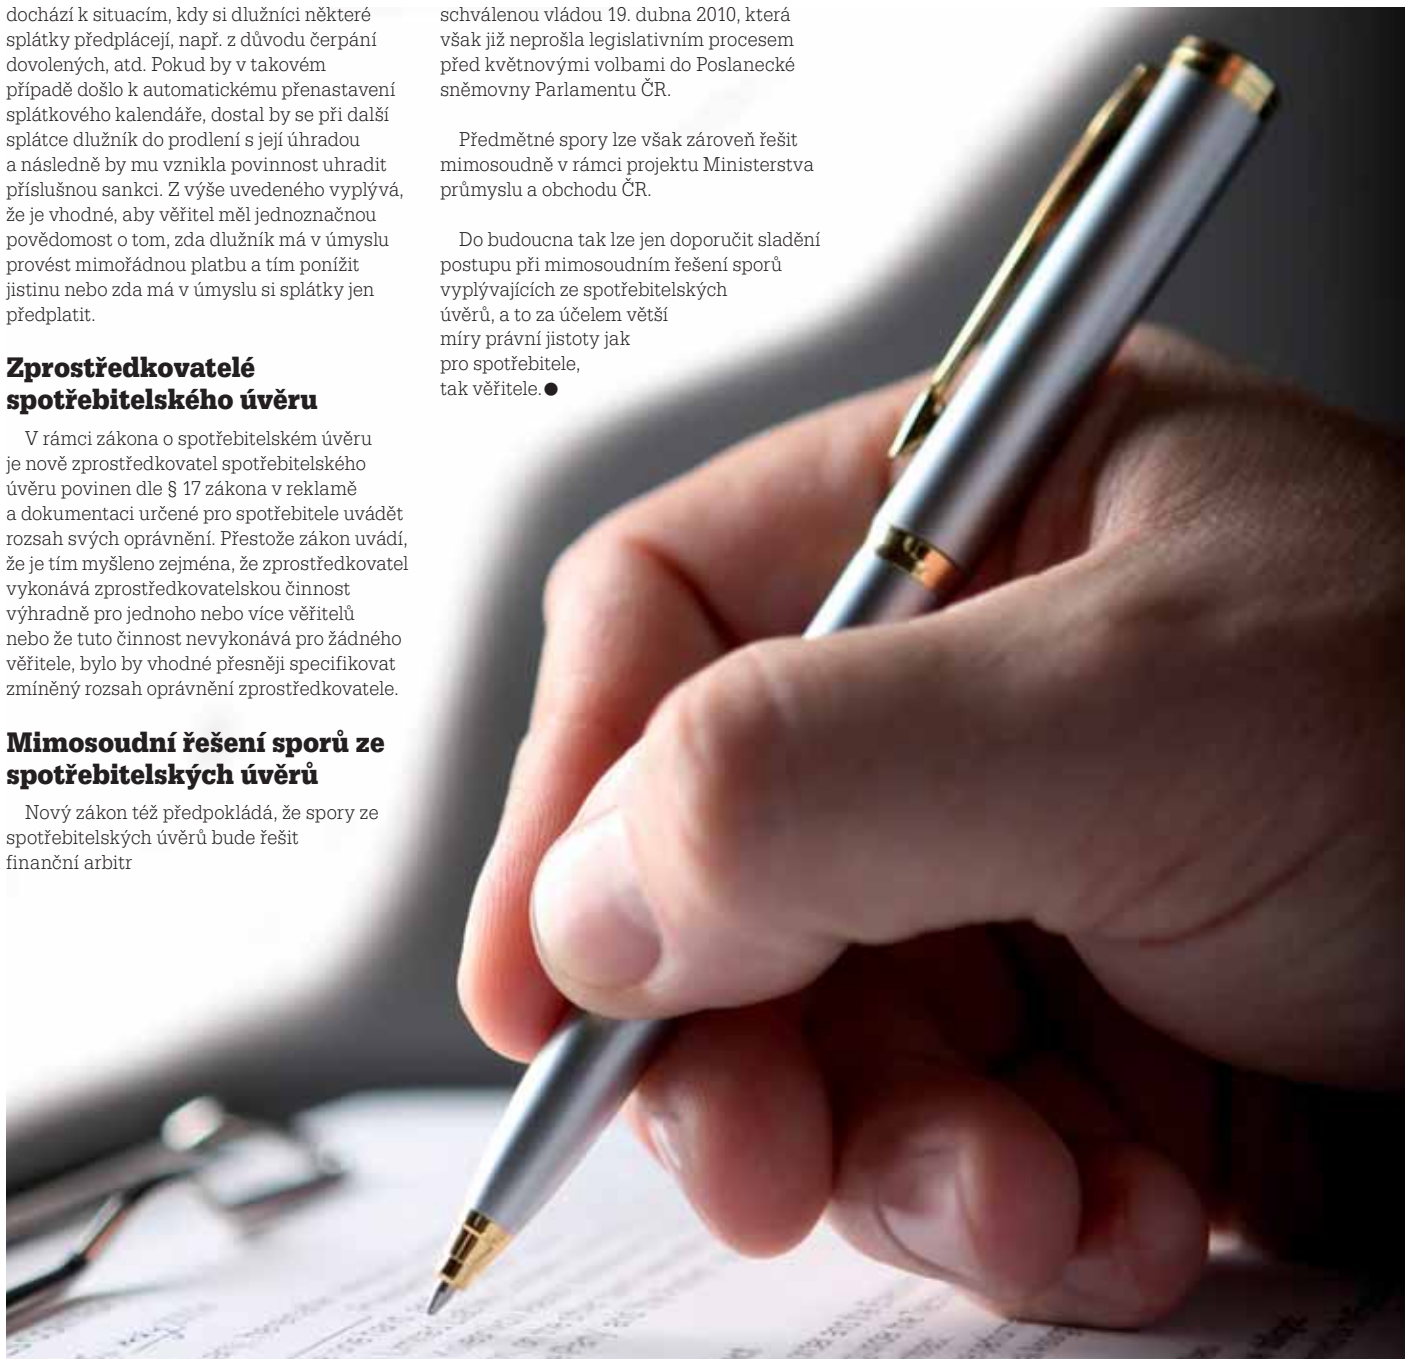 dochází k situacím, kdy si dlužníci některé
splátky předplácejí, např. z důvodu čerpání
dovolených, atd. Pokud by v takovém
případě došlo k automatickému přenastavení
splátkového kalendáře, dostal by se při další
splátce dlužník do prodlení s její úhradou
a následně by mu vznikla povinnost uhradit
příslušnou sankci. Z výše uvedeného vyplývá,
že je vhodné, aby věřitel měl jednoznačnou
povědomost o tom, zda dlužník má v úmyslu
provést mimořádnou platbu a tím ponížit
jistinu nebo zda má v úmyslu si splátky jen
předplatit.
Zprostředkovatelé
spotřebitelského úvěru
V rámci zákona o spotřebitelském úvěru
je nově zprostředkovatel spotřebitelského
úvěru povinen dle § 17 zákona v reklamě
a dokumentaci určené pro spotřebitele uvádět
rozsah svých oprávnění. Přestože zákon uvádí,
že je tím myšleno zejména, že zprostředkovatel
vykonává zprostředkovatelskou činnost
výhradně pro jednoho nebo více věřitelů
nebo že tuto činnost nevykonává pro žádného
věřitele, bylo by vhodné přesněji specifikovat
zmíněný rozsah oprávnění zprostředkovatele.
Mimosoudní řešení sporů ze
spotřebitelských úvěrů
Nový zákon též předpokládá, že spory ze
spotřebitelských úvěrů bude řešit
finanční arbitr
schválenou vládou 19. dubna 2010, která
však již neprošla legislativním procesem
před květnovými volbami do Poslanecké
sněmovny Parlamentu ČR.
Předmětné spory lze však zároveň řešit
mimosoudně v rámci projektu Ministerstva
průmyslu a obchodu ČR.
Do budoucna tak lze jen doporučit sladění
postupu při mimosoudním řešení sporů
vyplývajících ze spotřebitelských
úvěrů, a to za účelem větší
míry právní jistoty jak
pro spotřebitele,
tak věřitele.●